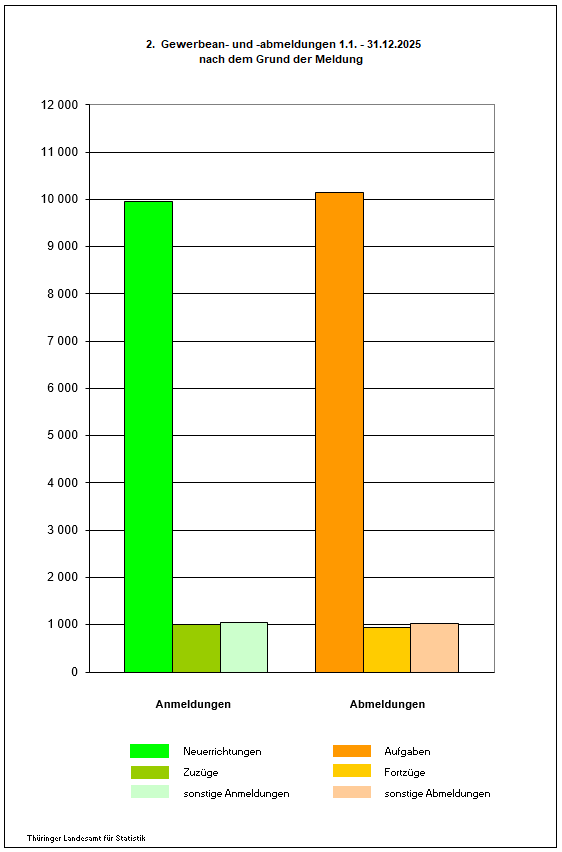 2. Gewerbean- und -abmeldungen 1.1. - 31.12.2025
nach dem Grund der Meldung
12 000
11 000
10 000
9 000
8 000
7 000
6 000
5 000
4 000
3 000
2 000
1 000
0
Anmeldungen Abmeldungen
Neuerrichtungen Aufgaben
Zuzüge Fortzüge
sonstige Anmeldungen sonstige Abmeldungen
Thüringer Landesamt für Statistik